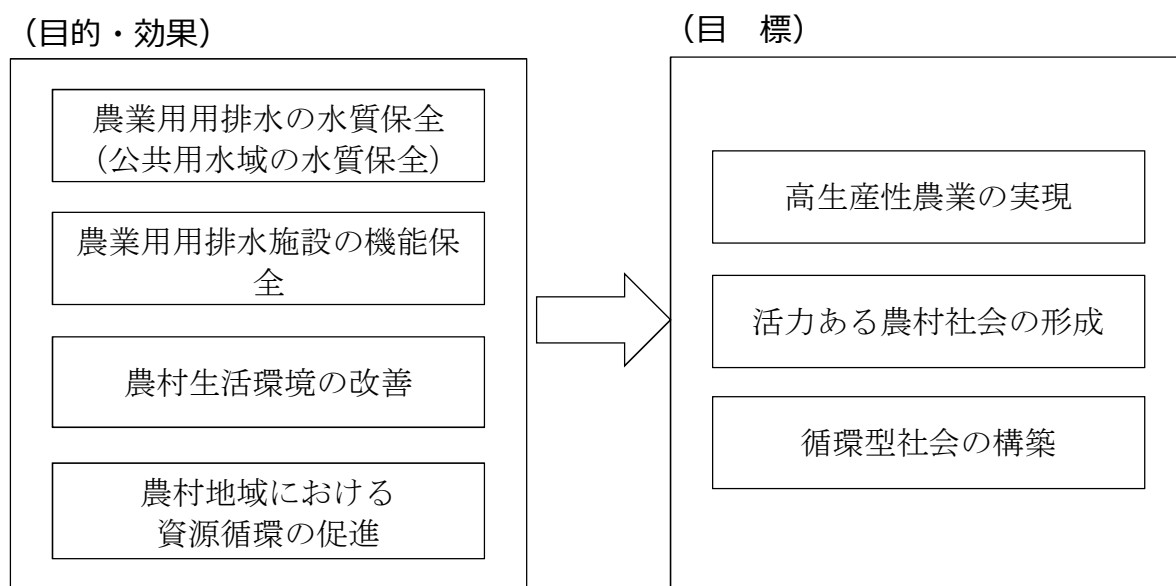 （目的・効果）
農業用用排水の水質保全
（公共用水域の水質保全）
農業用用排水施設の機能保
全
農村生活環境の改善
農村地域における
資源循環の促進
（目　標）
高生産性農業の実現
活力ある農村社会の形成
循環型社会の構築